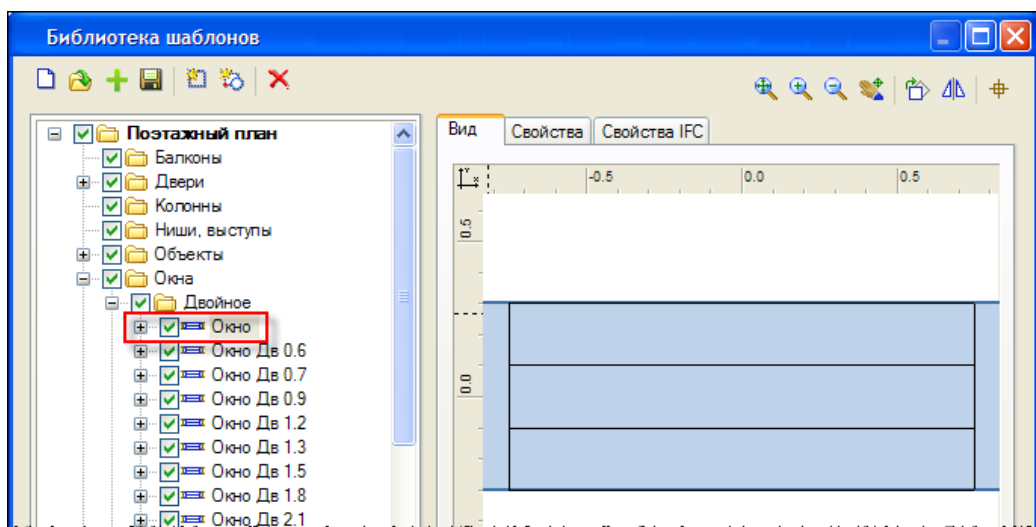 Библиотека шаблонов
Вид Свойства Свойства IFC
Поэтажный план
Балконы
Двери
Колонны
Ниши, выступы
Объекты
Окна
Двойное
Окно
Окно Дв 0.6
Окно Дв 0.7
Окно Дв 0.9
Окно Дв 1.2
Окно Дв 1.3
Окно Дв 1.5
Окно Дв 1.8
Окно Дв 2.1
Y x
-0.5 0.0 0.5
0.5
0.0